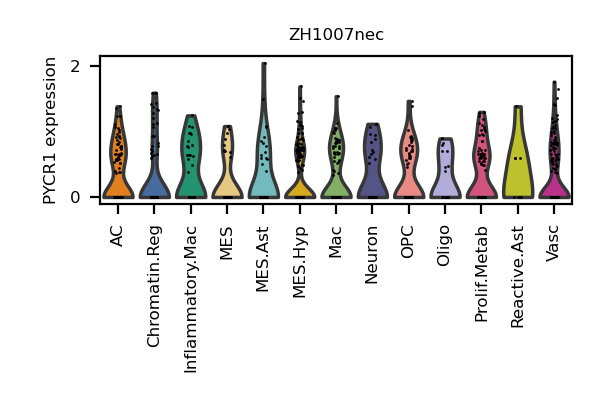 ZH1007nec
PYCR1 expression
2
0
AC
Chromatin.Reg
Inflammatory.Mac
MES
MES.Ast
MES.Hyp
Mac
Neuron
OPC
Oligo
Prolif.Metab
Reactive.Ast
Vasc